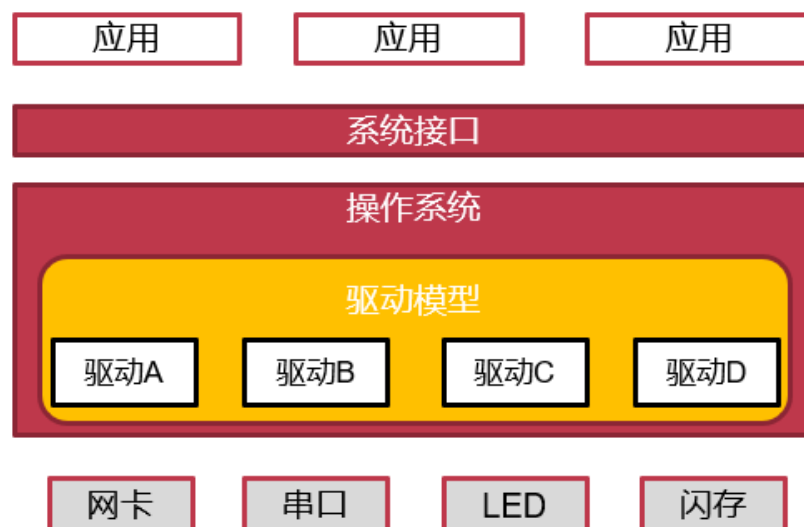 应用 应用 应用
系统接口
操作系统
驱动模型
驱动A 驱动B 驱动C 驱动D
网卡 串口 LED 闪存